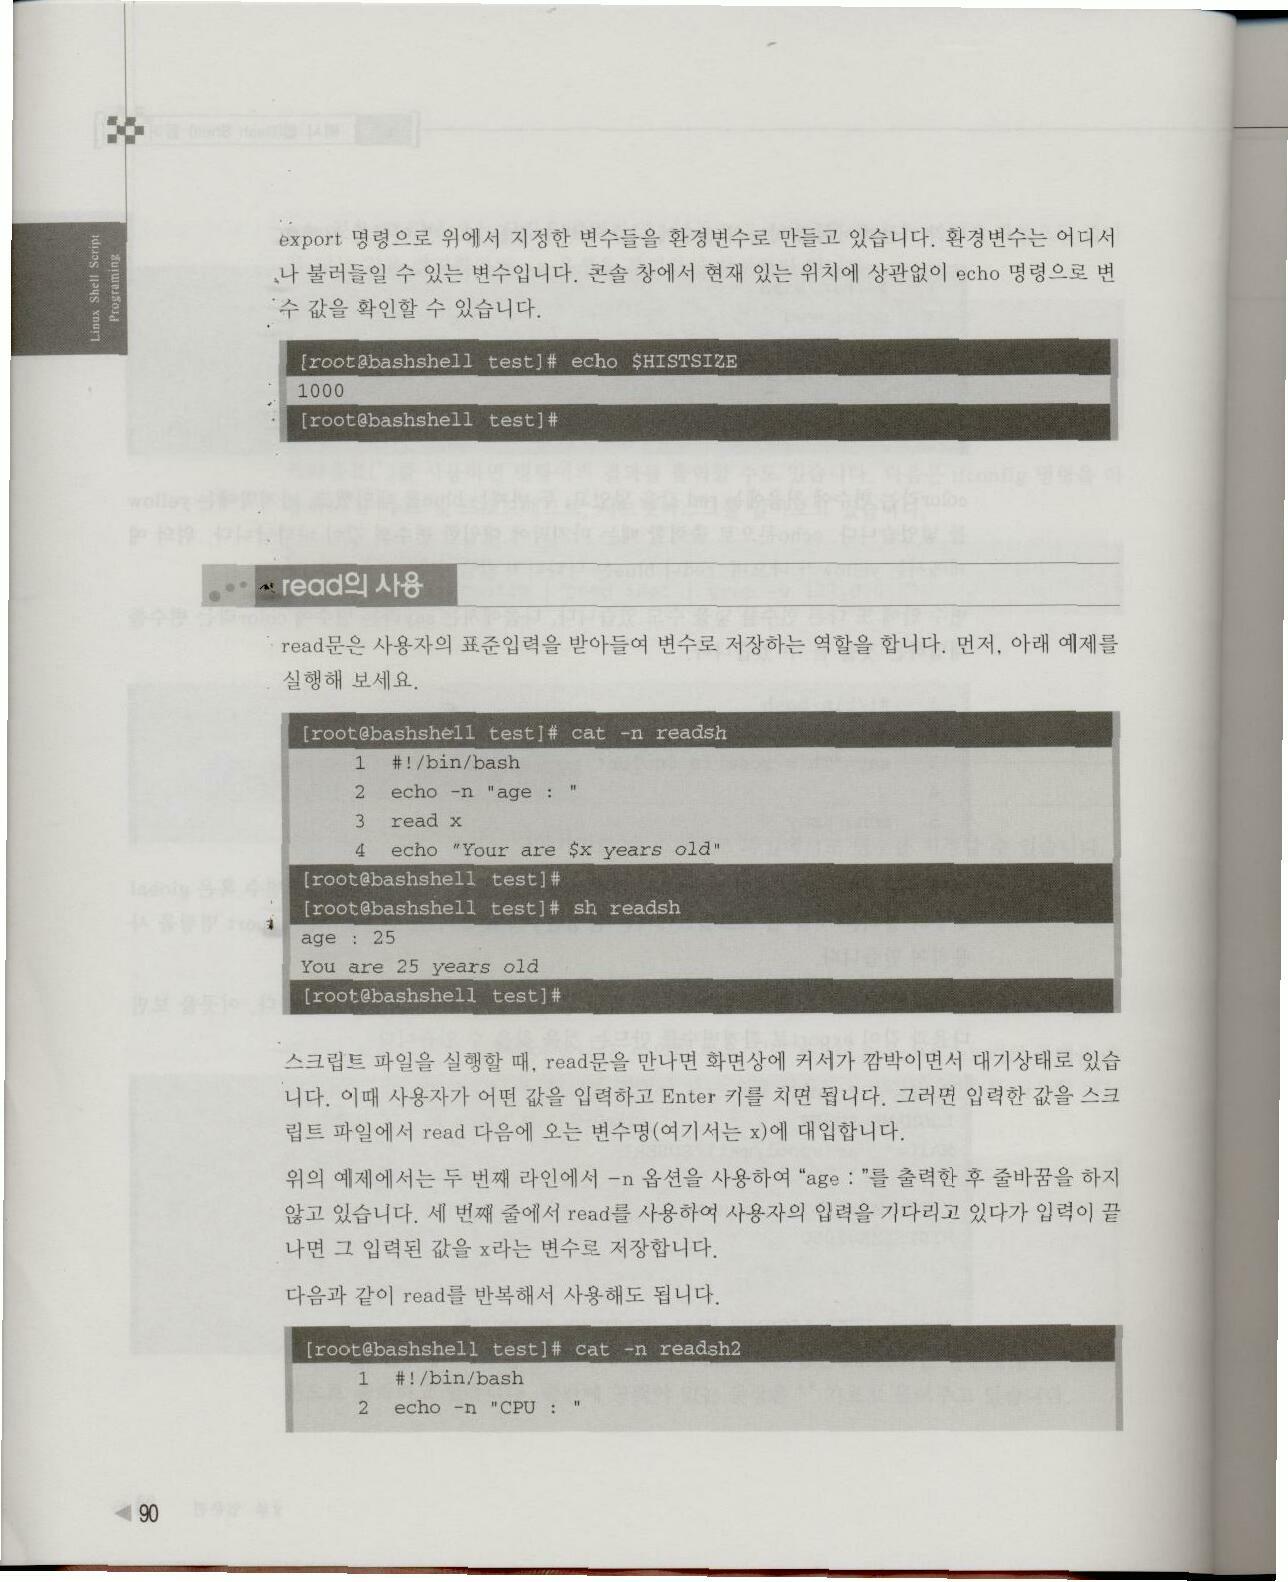 Linux Shell Script
Programing
export 명령으로 위에서 지정한 변수들을 환경변수로 만들고 있습니다. 환경변수는 어디서
나 불러들일 수 있는 변수입니다. 콘솔 창에서 현재 있는 위치에 상관없이 echo 명령으로 변
수 값을 확인할 수 있습니다.
[root@bashshell test]# echo $HISTSIZE
1000
[root@bashshell test]#
read의 사용
read문은 사용자의 표준입력을 받아들여 변수로 저장하는 역할을 합니다. 먼저, 아래 예제를
실행해 보세요.
[root@bashshell test]# cat -n readsh
1 #!/bin/bash
2 echo -n "age : "
3 read x
4 echo "Your are $x years old"
[root@bashshell test]#
[root@bashshell test]# sh readsh
age : 25
You are 25 years old
[root@bashshell test]#
스크립트 파일을 실행할 때, read문을 만나면 화면상에 커서가 깜박이면서 대기상태로 있습
니다. 이때 사용자가 어떤 값을 입력하고 Enter 키를 치면 됩니다. 그러면 입력한 값을 스크
립트 파일에서 read 다음에 오는 변수명(여기서는 x)에 대입합니다.
위의 예제에서는 두 번째 라인에서 -n 옵션을 사용하여 “age : ”를 출력한 후 줄바꿈을 하지
않고 있습니다. 세 번째 줄에서 read를 사용하여 사용자의 입력을 기다리고 있다가 입력이 끝
나면 그 입력된 값을 x라는 변수로 저장합니다.
다음과 같이 read를 반복해서 사용해도 됩니다.
[root@bashshell test]# cat -n readsh2
1 #!/bin/bash
2 echo -n "CPU : "
90